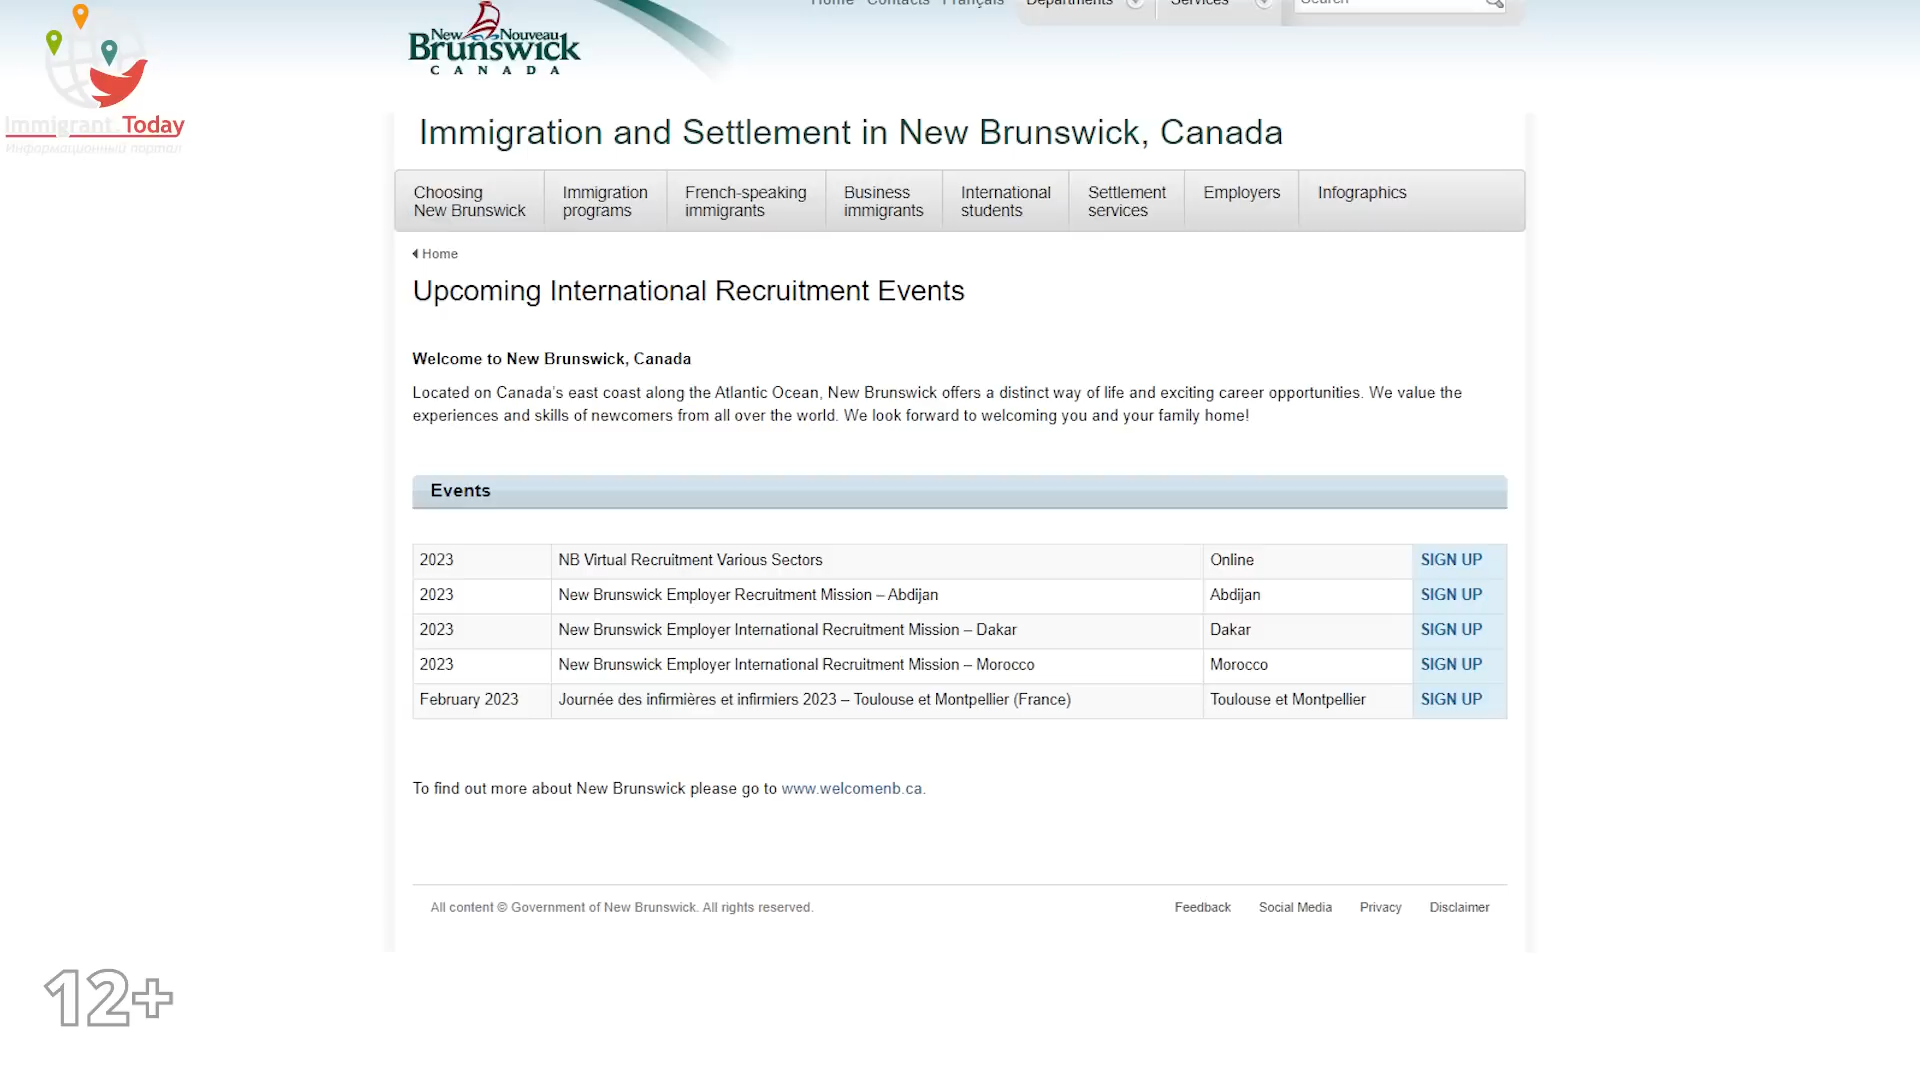 Home Contacts Français Departments Services Search
New Nouveau
Brunswick
CANADA
Immigrant.Today
Информационный портал
Immigration and Settlement in New Brunswick, Canada
Choosing New Brunswick
Immigration programs
French-speaking immigrants
Business immigrants
International students
Settlement services
Employers
Infographics
Home
Upcoming International Recruitment Events
Welcome to New Brunswick, Canada
Located on Canada's east coast along the Atlantic Ocean, New Brunswick offers a distinct way of life and exciting career opportunities. We value the
experiences and skills of newcomers from all over the world. We look forward to welcoming you and your family home!
Events
2023 NB Virtual Recruitment Various Sectors Online SIGN UP
2023 New Brunswick Employer Recruitment Mission – Abdijan Abdijan SIGN UP
2023 New Brunswick Employer International Recruitment Mission – Dakar Dakar SIGN UP
2023 New Brunswick Employer International Recruitment Mission – Morocco Morocco SIGN UP
February 2023 Journée des infirmières et infirmiers 2023 – Toulouse et Montpellier (France) Toulouse et Montpellier SIGN UP
To find out more about New Brunswick please go to www.welcomenb.ca.
All content © Government of New Brunswick. All rights reserved. Feedback Social Media Privacy Disclaimer
12+